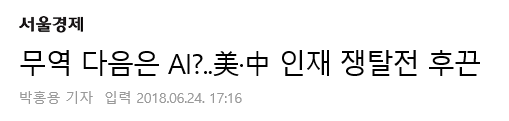 서울경제
무역 다음은 AI?..美·中 인재 쟁탈전 후끈
박홍용 기자 입력 2018.06.24. 17:16